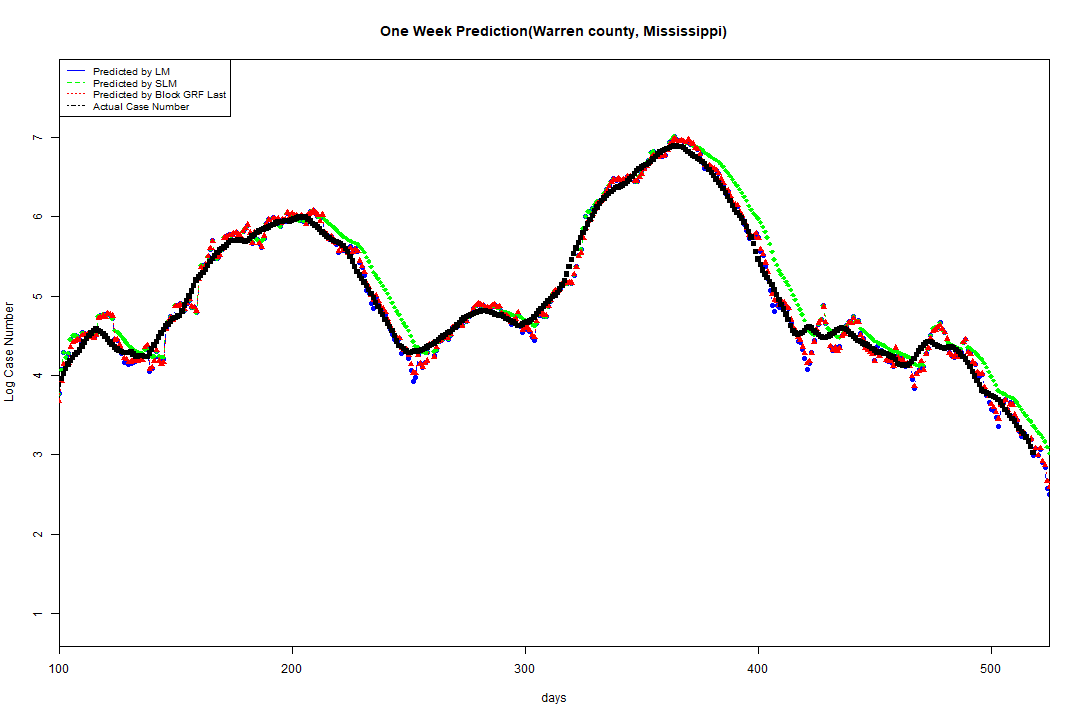 One Week Prediction(Warren county, Mississippi)
Predicted by LM
Predicted by SLM
Predicted by Block GRF Last
Actual Case Number
7
6
5
4
3
2
1
Log Case Number
100 200 300 400 500
days